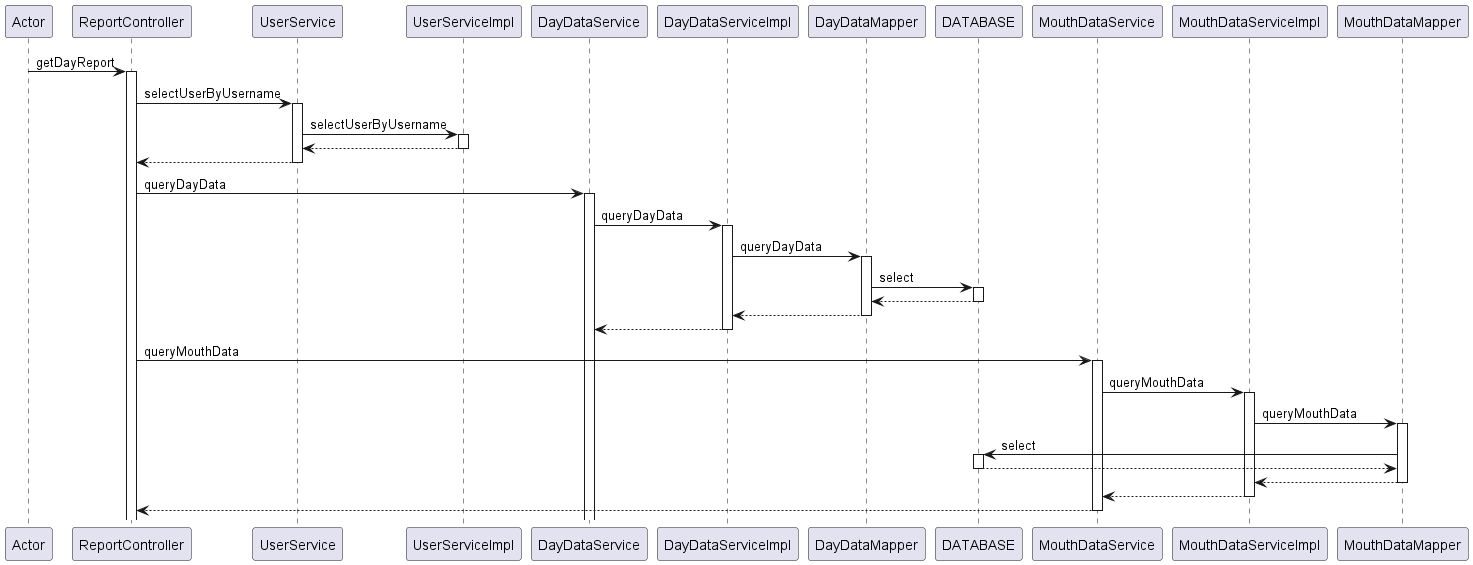 Actor ReportController UserService UserServiceImpl DayDataService DayDataServiceImpl DayDataMapper DATABASE MouthDataService MouthDataServiceImpl MouthDataMapper
getDayReport
selectUserByUsername
selectUserByUsername
queryDayData
queryDayData
queryDayData
select
queryMouthData
queryMouthData
queryMouthData
select
Actor ReportController UserService UserServiceImpl DayDataService DayDataServiceImpl DayDataMapper DATABASE MouthDataService MouthDataServiceImpl MouthDataMapper